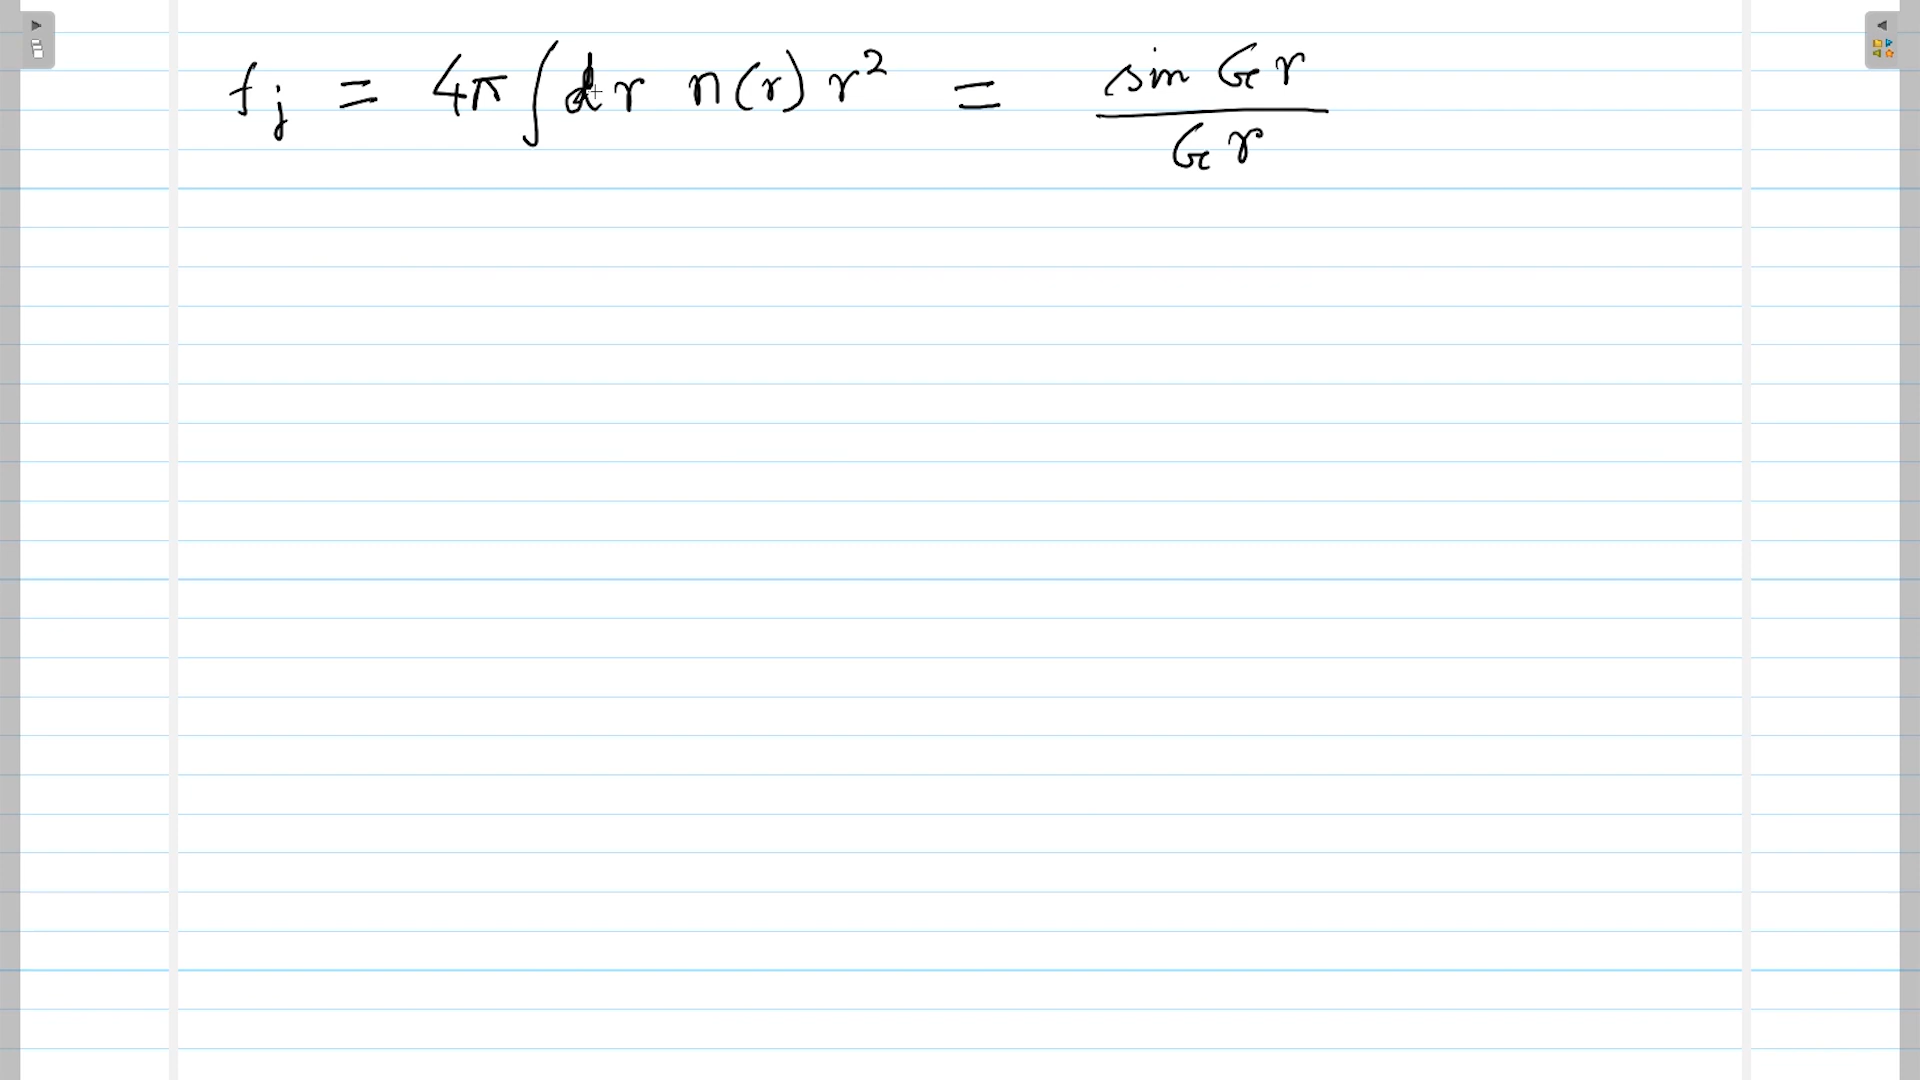 f_j = 4π ∫ dr n(r) r² = sin Gr / Gr